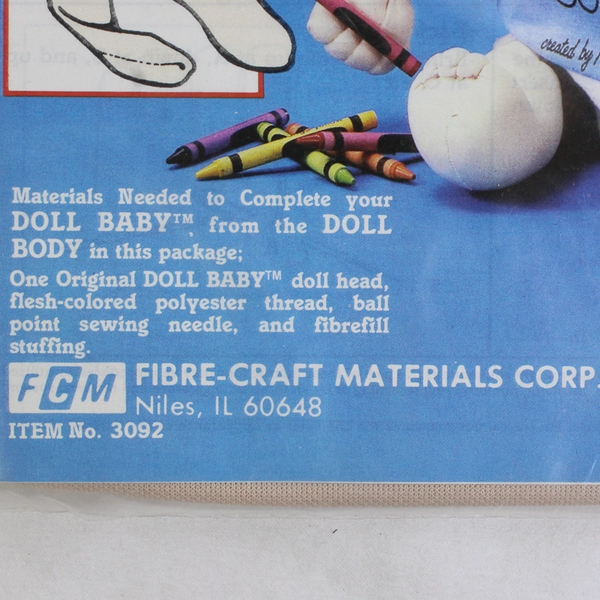 created by
Materials Needed to Complete your
DOLL BABY™ from the DOLL
BODY in this package;
One Original DOLL BABY™ doll head,
flesh-colored polyester thread, ball
point sewing needle, and fibrefill
stuffing.
FCM FIBRE-CRAFT MATERIALS CORP.
Niles, IL 60648
ITEM No. 3092